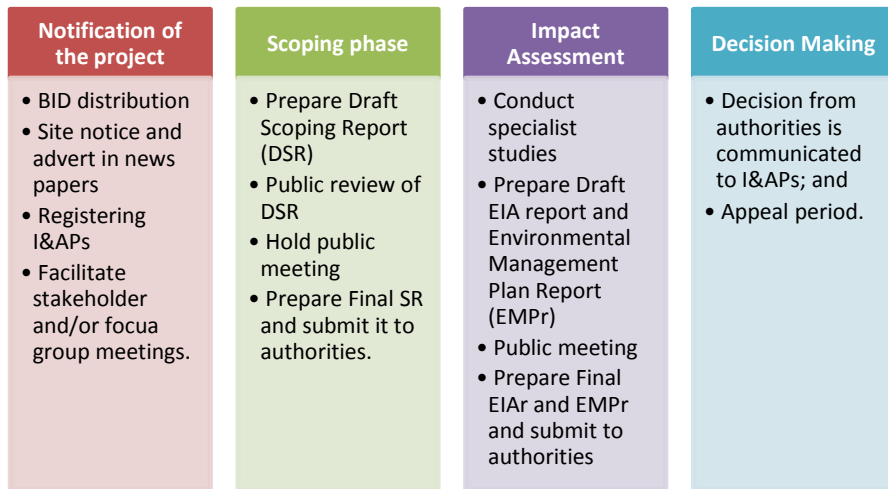 Notification of
the project
• BID distribution
• Site notice and
advert in news
papers
• Registering
I&APs
• Facilitate
stakeholder
and/or focua
group meetings.
Scoping phase
• Prepare Draft
Scoping Report
(DSR)
• Public review of
DSR
• Hold public
meeting
• Prepare Final SR
and submit it to
authorities.
Impact
Assessment
• Conduct
specialist
studies
• Prepare Draft
EIA report and
Environmental
Management
Plan Report
(EMPr)
• Public meeting
• Prepare Final
EIAr and EMPr
and submit to
authorities
Decision Making
• Decision from
authorities is
communicated
to I&APs; and
• Appeal period.